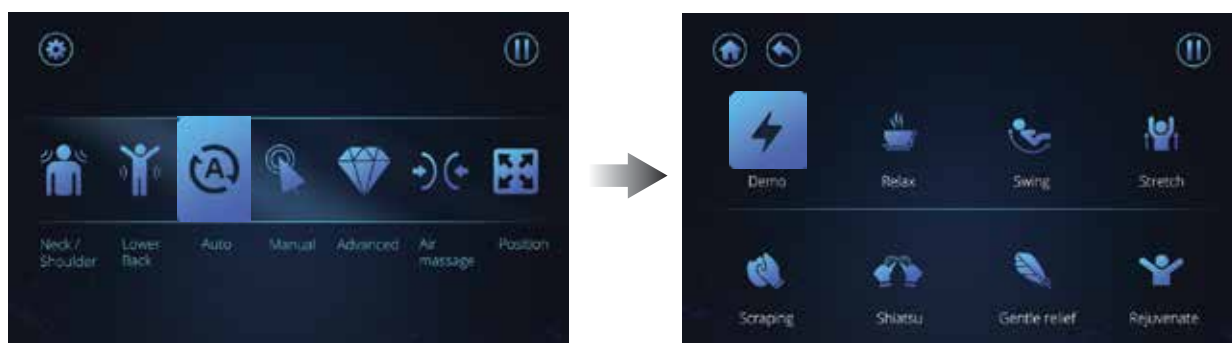 A
Neck /
Shoulder
Lower
Back
Auto
Manual
Advanced
Air
massage
Position
Demo
Relax
Swing
Stretch
Scraping
Shiatsu
Gentle relief
Rejuvenate